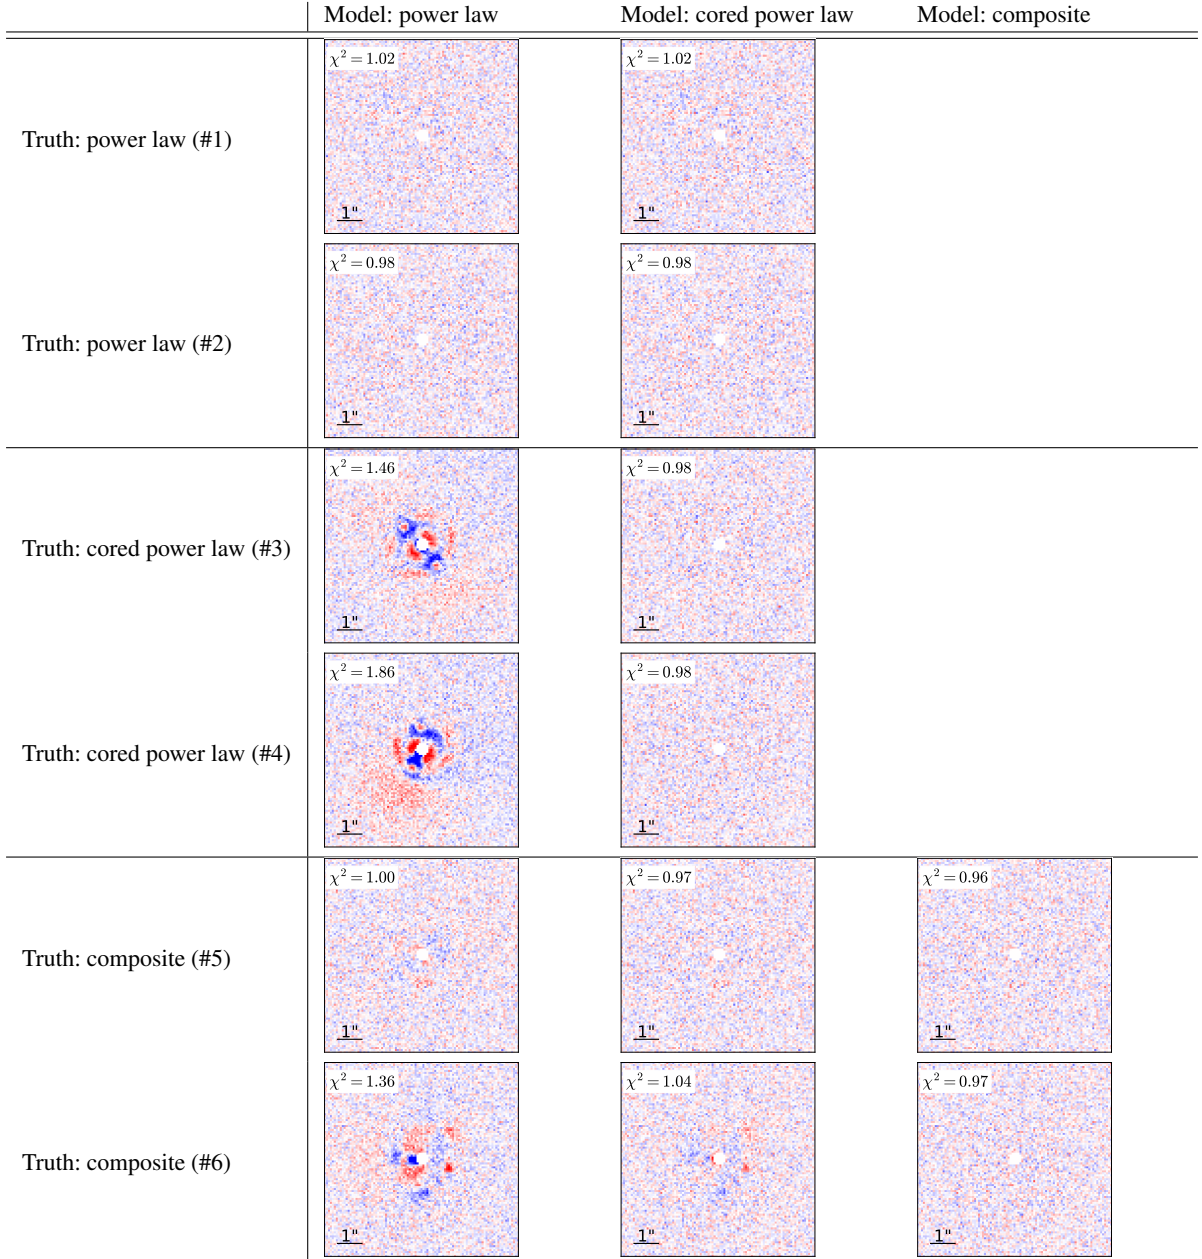 Model: power law Model: cored power law Model: composite
Truth: power law (#1)
χ² = 1.02
1"
χ² = 1.02
1"
Truth: power law (#2)
χ² = 0.98
1"
χ² = 0.98
1"
Truth: cored power law (#3)
χ² = 1.46
1"
χ² = 0.98
1"
Truth: cored power law (#4)
χ² = 1.86
1"
χ² = 0.98
1"
Truth: composite (#5)
χ² = 1.00
1"
χ² = 0.97
1"
χ² = 0.96
1"
Truth: composite (#6)
χ² = 1.36
1"
χ² = 1.04
1"
χ² = 0.97
1"